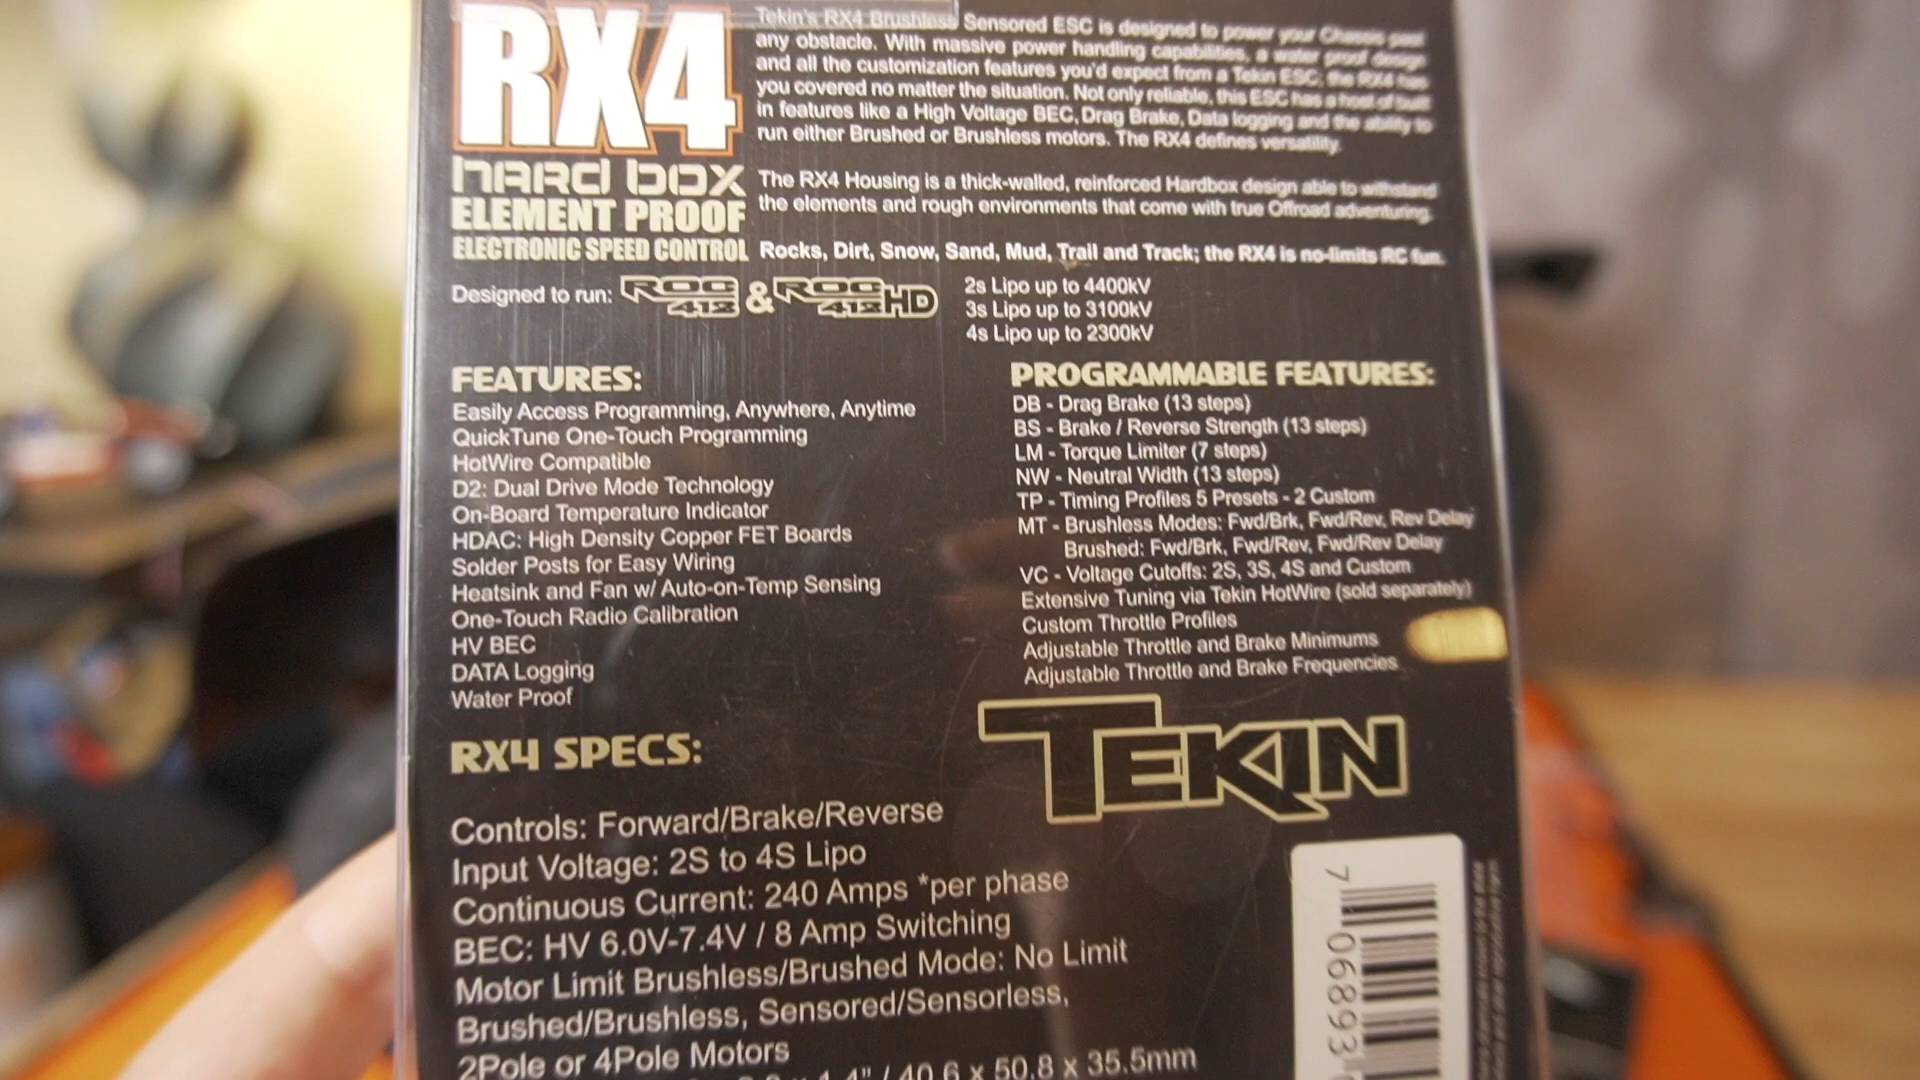 RX4
hard box
ELEMENT PROOF
ELECTRONIC SPEED CONTROL
Tekin's RX4 Brushless Sensored ESC is designed to power your Chassis past
any obstacle. With massive power handling capabilities, a water proof design
and all the customization features you'd expect from a Tekin ESC, the RX4 has
you covered no matter the situation. Not only reliable, this ESC has a host of built
in features like a High Voltage BEC, Drag Brake, Data logging and the ability to
run either Brushed or Brushless motors. The RX4 defines versatility.
The RX4 Housing is a thick-walled, reinforced Hardbox design able to withstand
the elements and rough environments that come with true Offroad adventuring.
Rocks, Dirt, Snow, Sand, Mud, Trail and Track; the RX4 is no-limits RC fun.
Designed to run: ROC 412 & ROC 412 HD
2s Lipo up to 4400kV
3s Lipo up to 3100kV
4s Lipo up to 2300kV
FEATURES:
Easily Access Programming, Anywhere, Anytime
QuickTune One-Touch Programming
HotWire Compatible
D2: Dual Drive Mode Technology
On-Board Temperature Indicator
HDAC: High Density Copper FET Boards
Solder Posts for Easy Wiring
Heatsink and Fan w/ Auto-on-Temp Sensing
One-Touch Radio Calibration
HV BEC
DATA Logging
Water Proof
PROGRAMMABLE FEATURES:
DB - Drag Brake (13 steps)
BS - Brake / Reverse Strength (13 steps)
LM - Torque Limiter (7 steps)
NW - Neutral Width (13 steps)
TP - Timing Profiles 5 Presets - 2 Custom
MT - Brushless Modes: Fwd/Brk, Fwd/Rev, Rev Delay
Brushed: Fwd/Brk, Fwd/Rev, Fwd/Rev Delay
VC - Voltage Cutoffs: 2S, 3S, 4S and Custom
Extensive Tuning via Tekin HotWire (sold separately)
Custom Throttle Profiles
Adjustable Throttle and Brake Minimums
Adjustable Throttle and Brake Frequencies
TEKIN
RX4 SPECS:
Controls: Forward/Brake/Reverse
Input Voltage: 2S to 4S Lipo
Continuous Current: 240 Amps *per phase
BEC: HV 6.0V-7.4V / 8 Amp Switching
Motor Limit Brushless/Brushed Mode: No Limit
Brushed/Brushless, Sensored/Sensorless,
2Pole or 4Pole Motors
1.4" / 40.6 x 50.8 x 35.5mm
7 06893